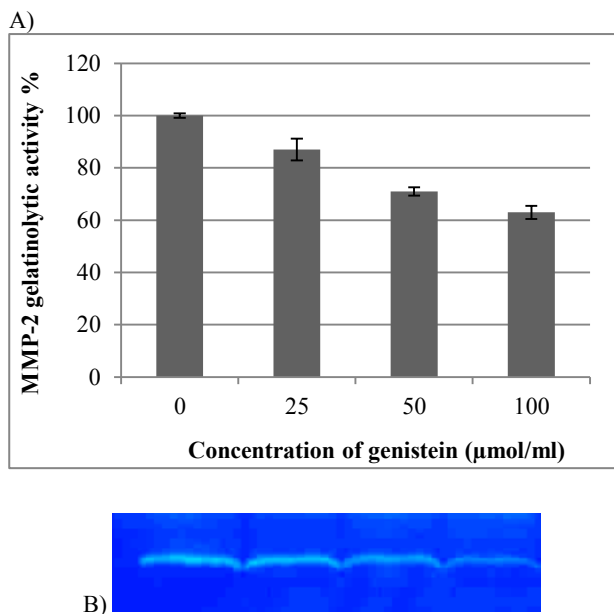 A)
MMP-2 gelatinolytic activity %
120
100
80
60
40
20
0
0 25 50 100
Concentration of genistein (µmol/ml)
B)